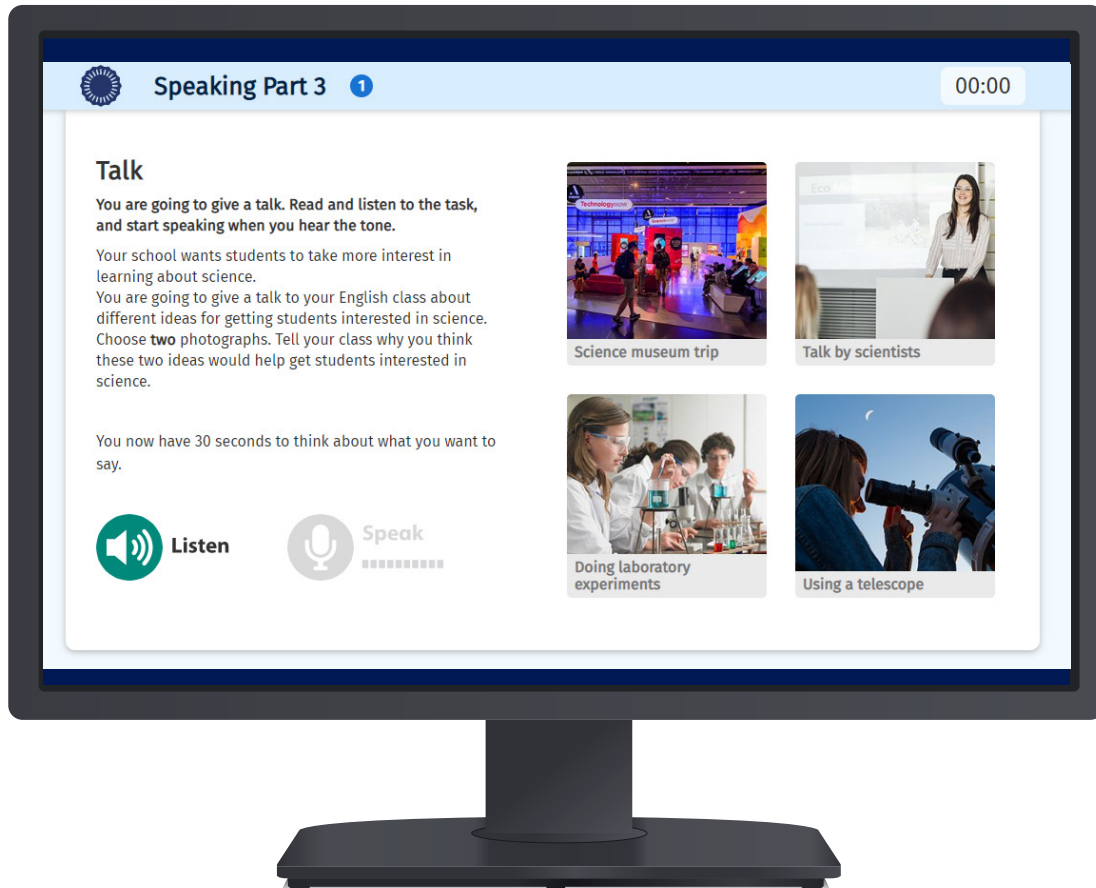 Speaking Part 3
1
00:00
Talk
You are going to give a talk. Read and listen to the task,
and start speaking when you hear the tone.
Your school wants students to take more interest in
learning about science.
You are going to give a talk to your English class about
different ideas for getting students interested in science.
Choose two photographs. Tell your class why you think
these two ideas would help get students interested in
science.
You now have 30 seconds to think about what you want to
say.
Listen
Speak
Technologynow
Sciencenow
Science museum trip
Eco
Talk by scientists
Doing laboratory
experiments
Using a telescope